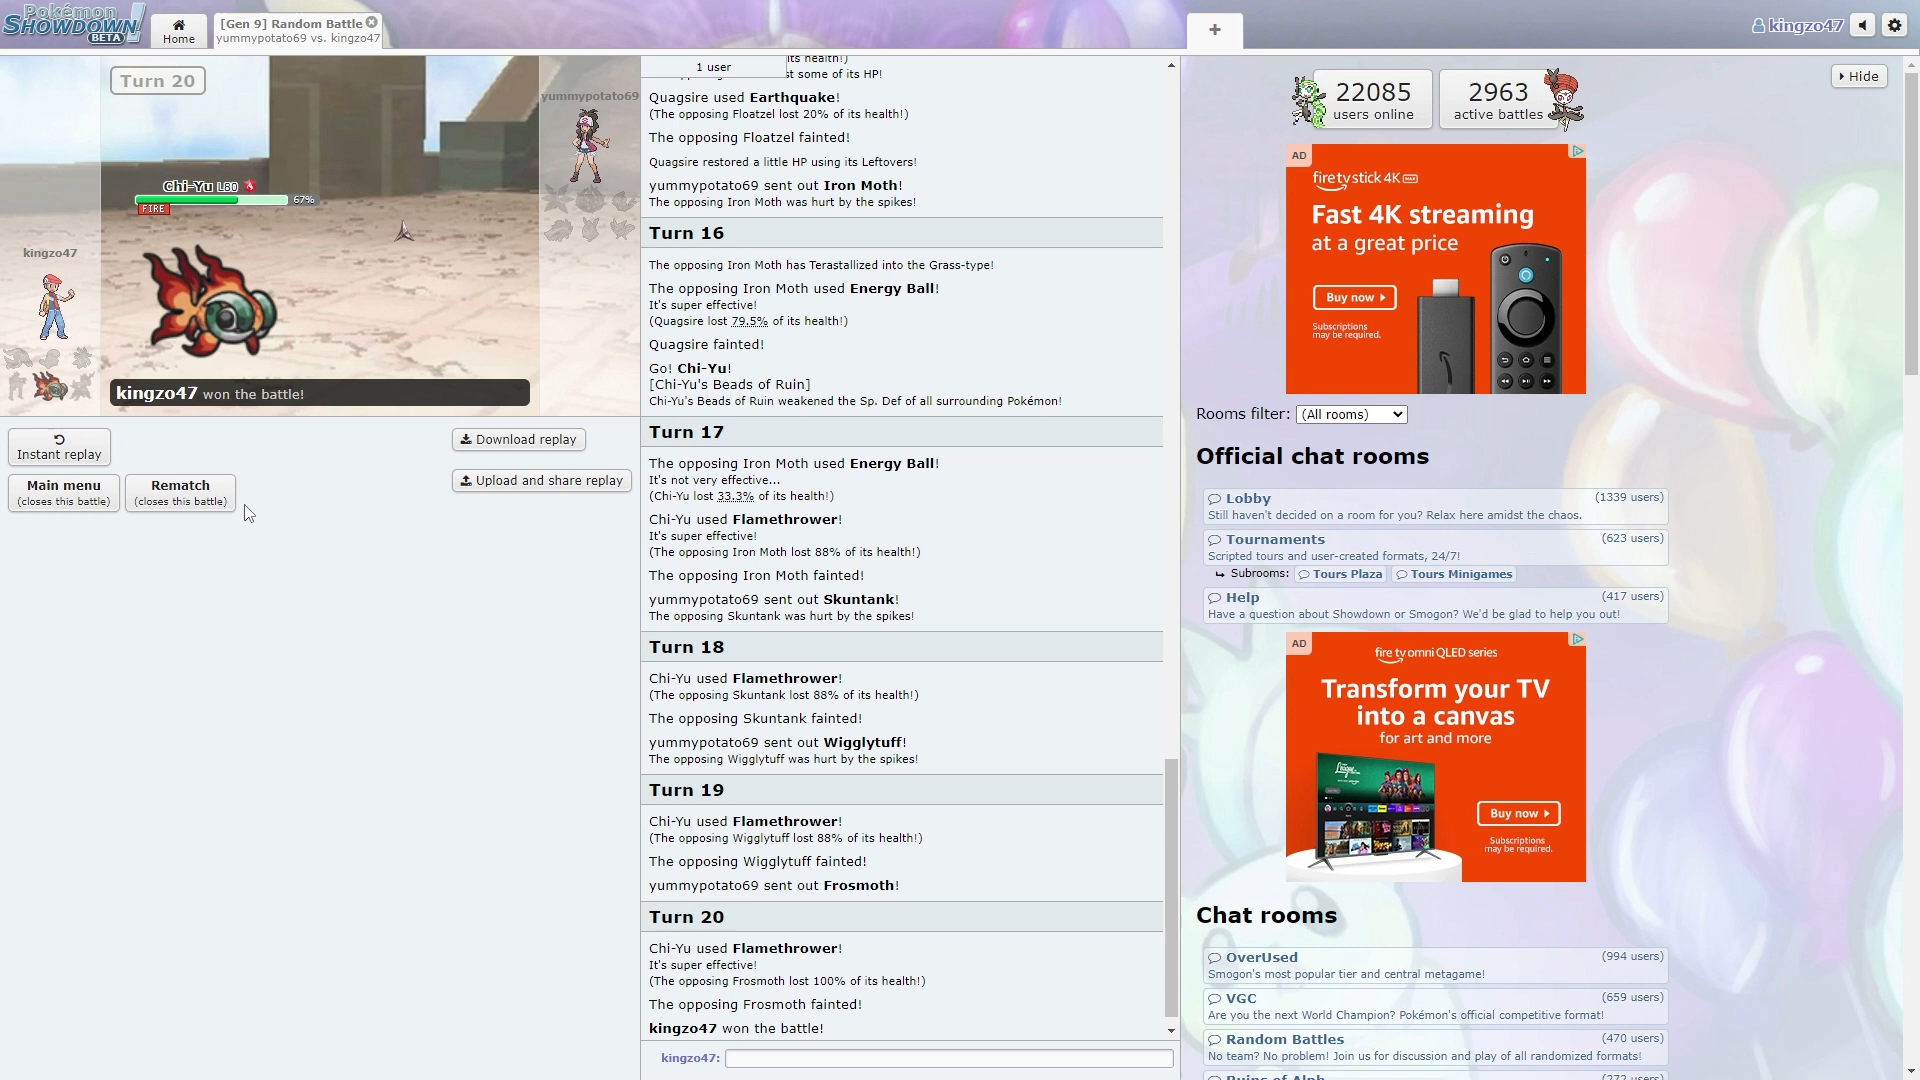 Pokémon
SHOWDOWN!
BETA
Home
[Gen 9] Random Battle
yummypotato69 vs. kingzo47
+
kingzo47
Turn 20
yummypotato69
Chi-Yu L80
67%
FIRE
kingzo47
kingzo47 won the battle!
Instant replay
Download replay
Main menu
(closes this battle)
Rematch
(closes this battle)
Upload and share replay
1 user
its health!)
st some of its HP!
Quagsire used Earthquake!
(The opposing Floatzel lost 20% of its health!)
The opposing Floatzel fainted!
Quagsire restored a little HP using its Leftovers!
yummypotato69 sent out Iron Moth!
The opposing Iron Moth was hurt by the spikes!
Turn 16
The opposing Iron Moth has Terastallized into the Grass-type!
The opposing Iron Moth used Energy Ball!
It's super effective!
(Quagsire lost 79.5% of its health!)
Quagsire fainted!
Go! Chi-Yu!
[Chi-Yu's Beads of Ruin]
Chi-Yu's Beads of Ruin weakened the Sp. Def of all surrounding Pokémon!
Turn 17
The opposing Iron Moth used Energy Ball!
It's not very effective...
(Chi-Yu lost 33.3% of its health!)
Chi-Yu used Flamethrower!
It's super effective!
(The opposing Iron Moth lost 88% of its health!)
The opposing Iron Moth fainted!
yummypotato69 sent out Skuntank!
The opposing Skuntank was hurt by the spikes!
Turn 18
Chi-Yu used Flamethrower!
(The opposing Skuntank lost 88% of its health!)
The opposing Skuntank fainted!
yummypotato69 sent out Wigglytuff!
The opposing Wigglytuff was hurt by the spikes!
Turn 19
Chi-Yu used Flamethrower!
(The opposing Wigglytuff lost 88% of its health!)
The opposing Wigglytuff fainted!
yummypotato69 sent out Frosmoth!
Turn 20
Chi-Yu used Flamethrower!
It's super effective!
(The opposing Frosmoth lost 100% of its health!)
The opposing Frosmoth fainted!
kingzo47 won the battle!
kingzo47:
22085
users online
2963
active battles
Hide
AD
fire tv stick 4K MAX
Fast 4K streaming
at a great price
Buy now
Subscriptions
may be required.
Rooms filter: (All rooms)
Official chat rooms
Lobby (1339 users)
Still haven't decided on a room for you? Relax here amidst the chaos.
Tournaments (623 users)
Scripted tours and user-created formats, 24/7!
Subrooms: Tours Plaza Tours Minigames
Help (417 users)
Have a question about Showdown or Smogon? We'd be glad to help you out!
AD
fire tv omni QLED series
Transform your TV
into a canvas
for art and more
Buy now
Subscriptions
may be required.
Chat rooms
OverUsed (994 users)
Smogon's most popular tier and central metagame!
VGC (659 users)
Are you the next World Champion? Pokémon's official competitive format!
Random Battles (470 users)
No team? No problem! Join us for discussion and play of all randomized formats!
Ruins of Alph (272 users)